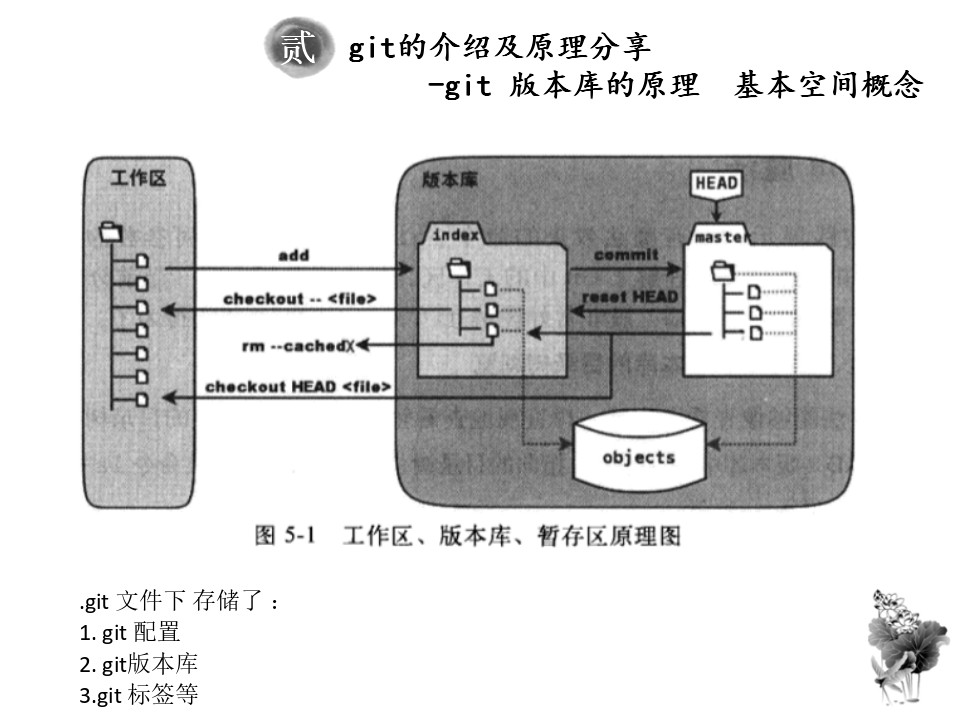 贰
git的介绍及原理分享
-git 版本库的原理 基本空间概念
工作区
版本库
HEAD
index
master
add
commit
checkout -- <file>
reset HEAD
rm --cached
checkout HEAD <file>
objects
图 5-1 工作区、版本库、暂存区原理图
.git 文件下 存储了：
1. git 配置
2. git版本库
3.git 标签等